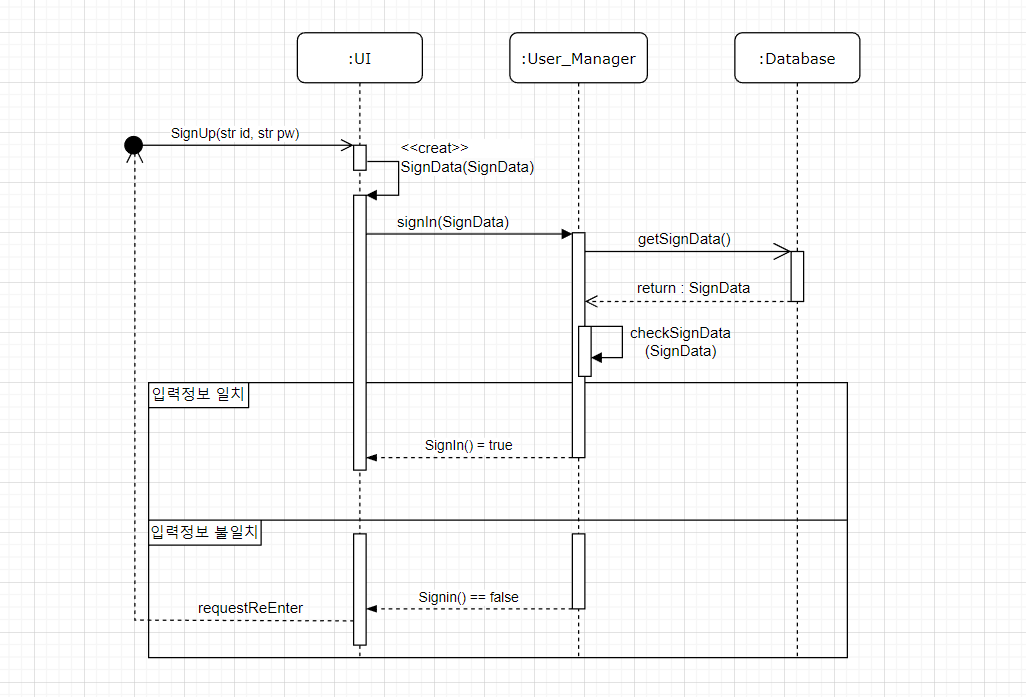 :UI
:User_Manager
:Database
SignUp(str id, str pw)
<<creat>>
SignData(SignData)
signIn(SignData)
getSignData()
return : SignData
checkSignData
(SignData)
입력정보 일치
SignIn() = true
입력정보 불일치
Signin() == false
requestReEnter